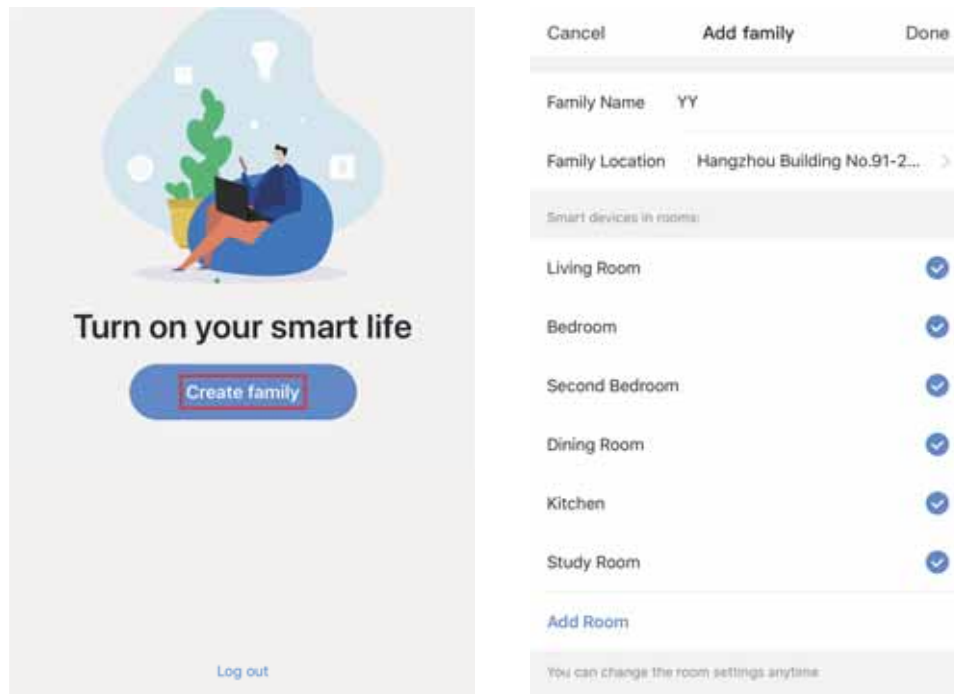 Turn on your smart life
Create family
Log out
Cancel Add family Done
Family Name YY
Family Location Hangzhou Building No.91-2... >
Smart devices in rooms:
Living Room
Bedroom
Second Bedroom
Dining Room
Kitchen
Study Room
Add Room
You can change the room settings anytime